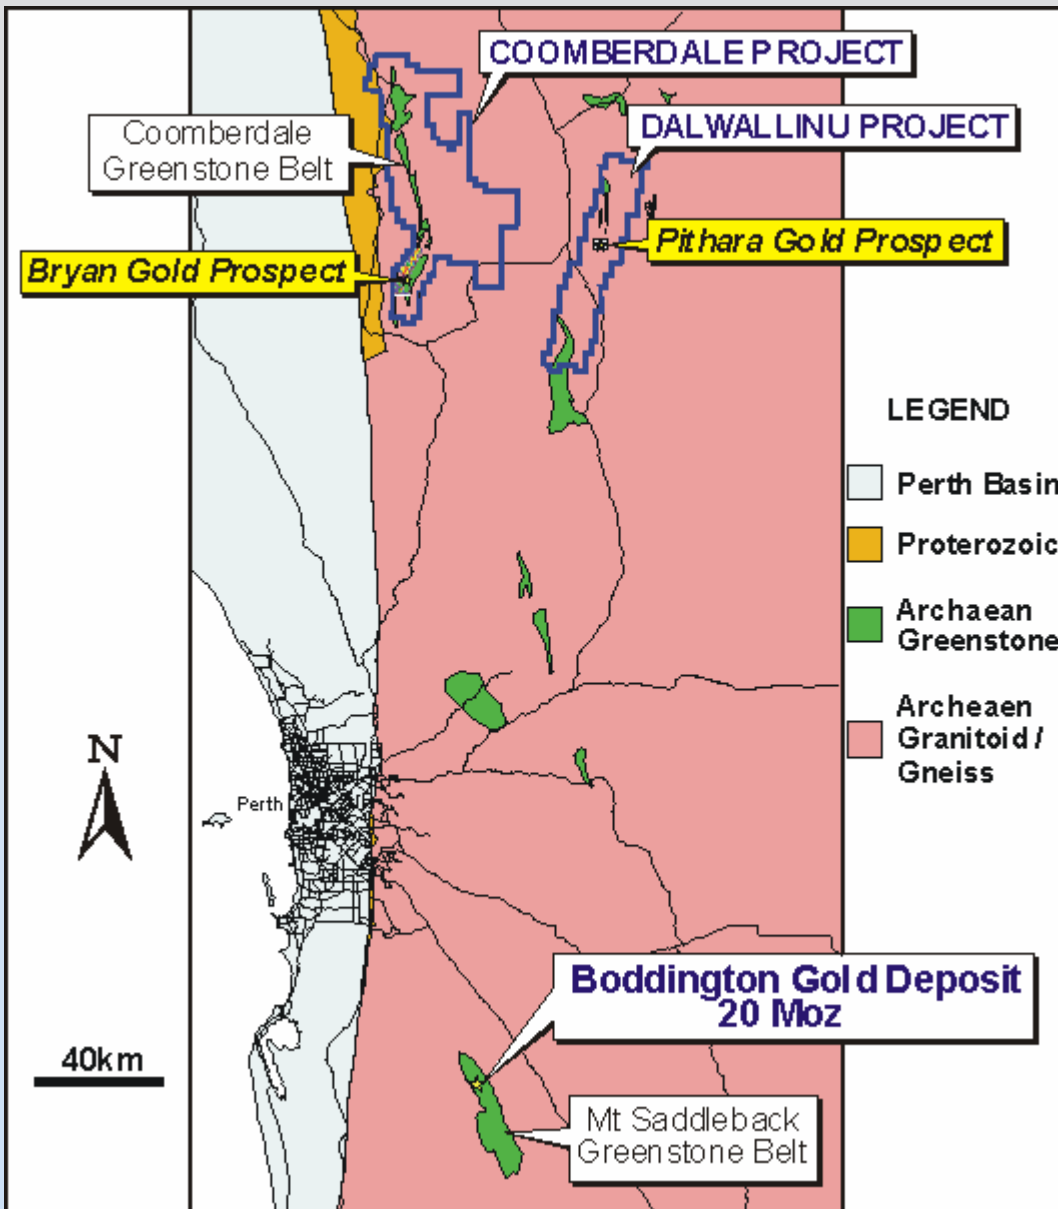 COOMBERDALE PROJECT
Coomberdale
Greenstone Belt
DALWALLINU PROJECT
Pithara Gold Prospect
Bryan Gold Prospect
LEGEND
Perth Basin
Proterozoic
Archaean
Greenstone
Archeaen
Granitoid /
Gneiss
N
Perth
Boddington Gold Deposit
20 Moz
40km
Mt Saddleback
Greenstone Belt